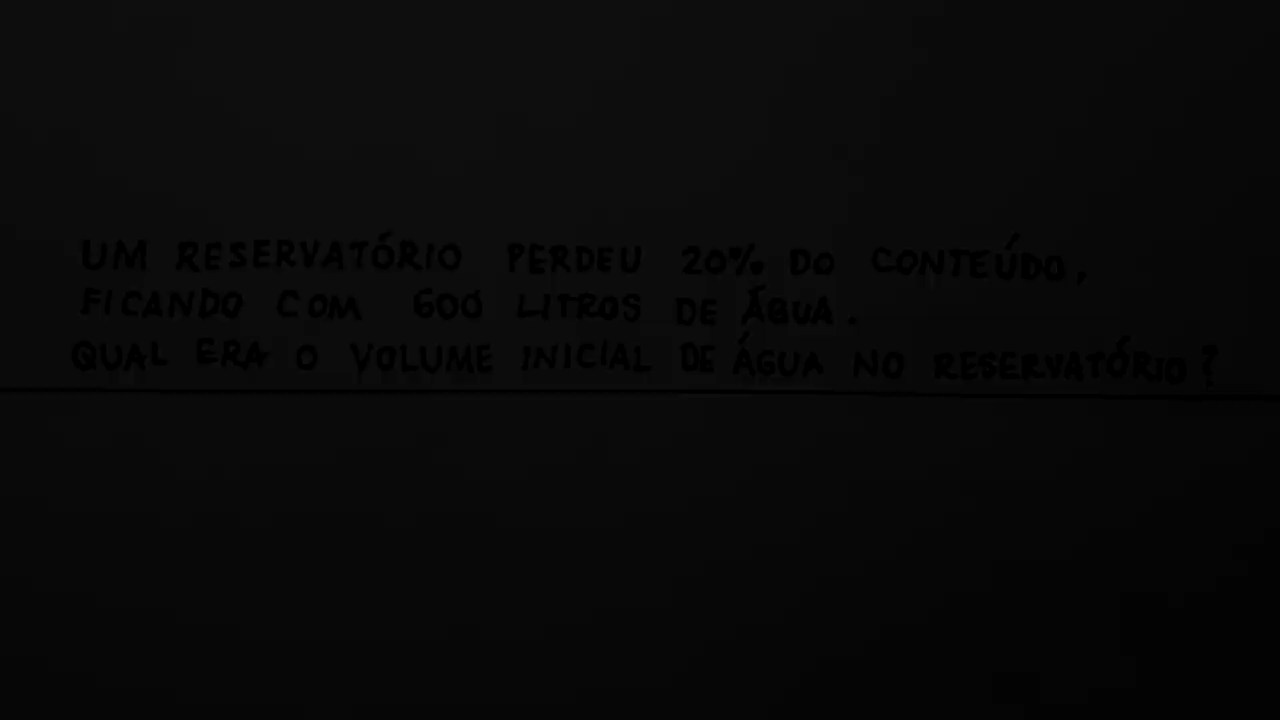 UM RESERVATÓRIO PERDEU 20% DO CONTEÚDO,
FICANDO COM 600 LITROS DE ÁGUA.
QUAL ERA O VOLUME INICIAL DE ÁGUA NO RESERVATÓRIO?